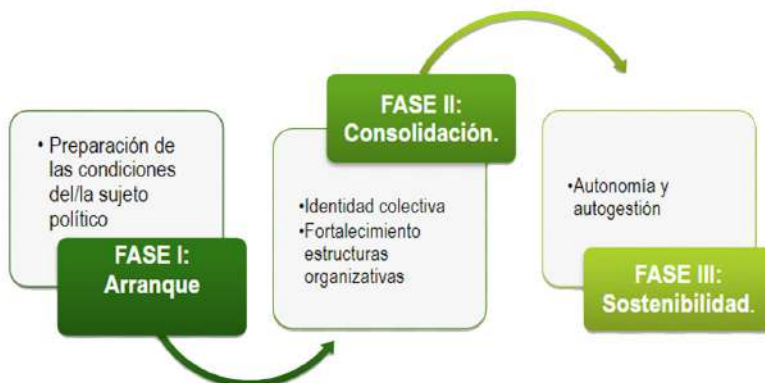 • Preparación de
las condiciones
del/la sujeto
político
FASE I:
Arranque
FASE II:
Consolidación.
•Identidad colectiva
•Fortalecimiento
estructuras
organizativas
•Autonomía y
autogestión
FASE III:
Sostenibilidad.